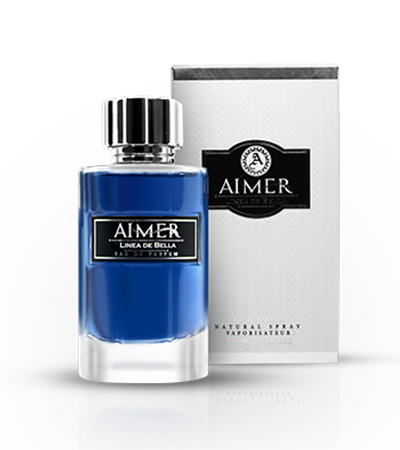 AIMER
LINEA DE BELLA
EAU DE PARFUM
A
AIMER
LINEA DE BELLA
NATURAL SPRAY
VAPORISATEUR